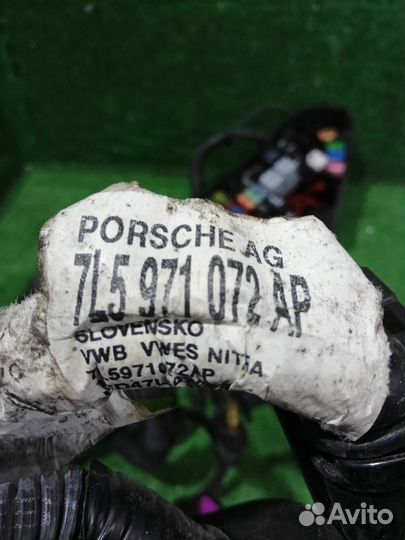 PORSCHE AG
7L5 971 072 AP
SLOVENSKO
VWB VWES NITRA
7L5971072AP
Avito